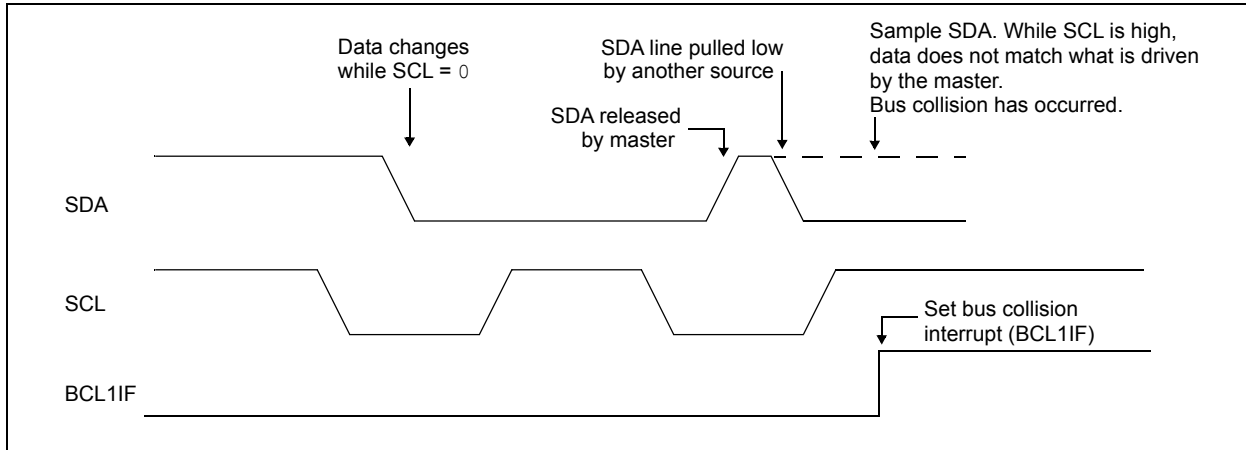 Data changes
while SCL = 0
SDA line pulled low
by another source
SDA released
by master
Sample SDA. While SCL is high,
data does not match what is driven
by the master.
Bus collision has occurred.
SDA
SCL
Set bus collision
interrupt (BCL1IF)
BCL1IF